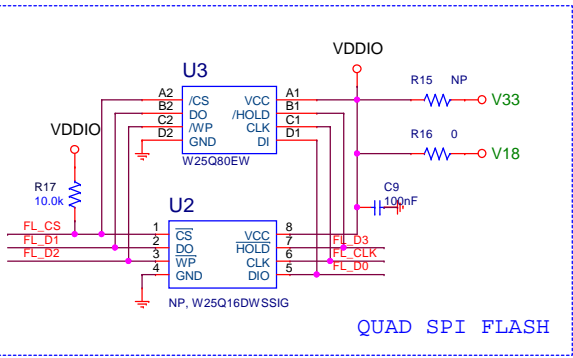 VDDIO
U3
R15 NP
A2 /CS VCC A1
B2 DO /HOLD B1
C2 /WP CLK C1
D2 GND DI D1
V33
VDDIO
R16 0
V18
W25Q80EW
R17
10.0k
C9
100nF
U2
FL_CS 1 CS VCC 8
FL_D1 2 DO HOLD 7 FL_D3
FL_D2 3 WP CLK 6 FL_CLK
4 GND DIO 5 FL_D0
NP, W25Q16DWSSIG
QUAD SPI FLASH